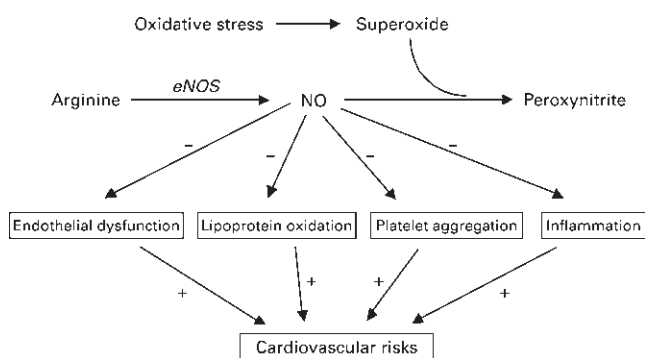 Oxidative stress Superoxide
eNOS
Arginine NO Peroxynitrite
– – – –
Endothelial dysfunction Lipoprotein oxidation Platelet aggregation Inflammation
+ + + +
Cardiovascular risks